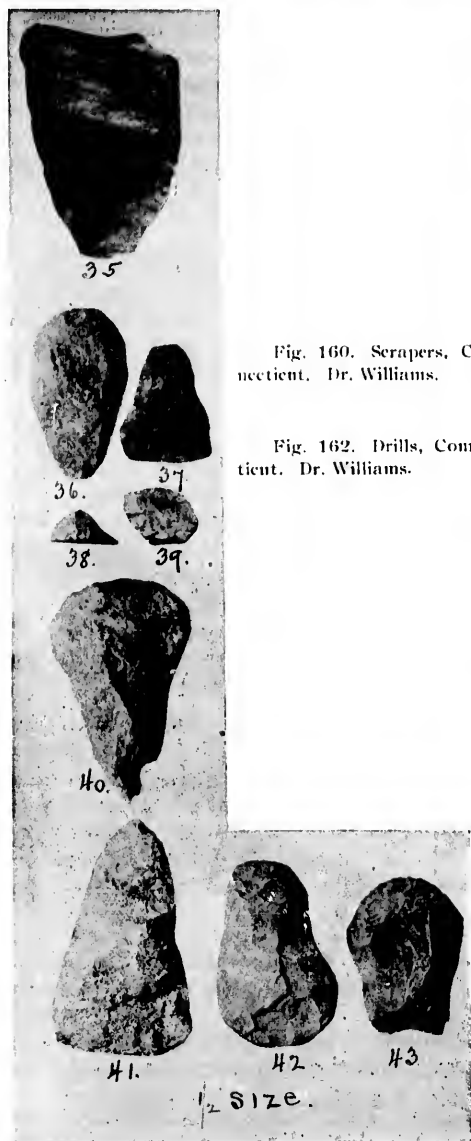 35
Fig. 160. Scrapers, C
necticut. Dr. Williams.
Fig. 162. Drills, Con
ticut. Dr. Williams.
36. 37
38. 39.
40.
41. 42 43
1/2 SIZE.